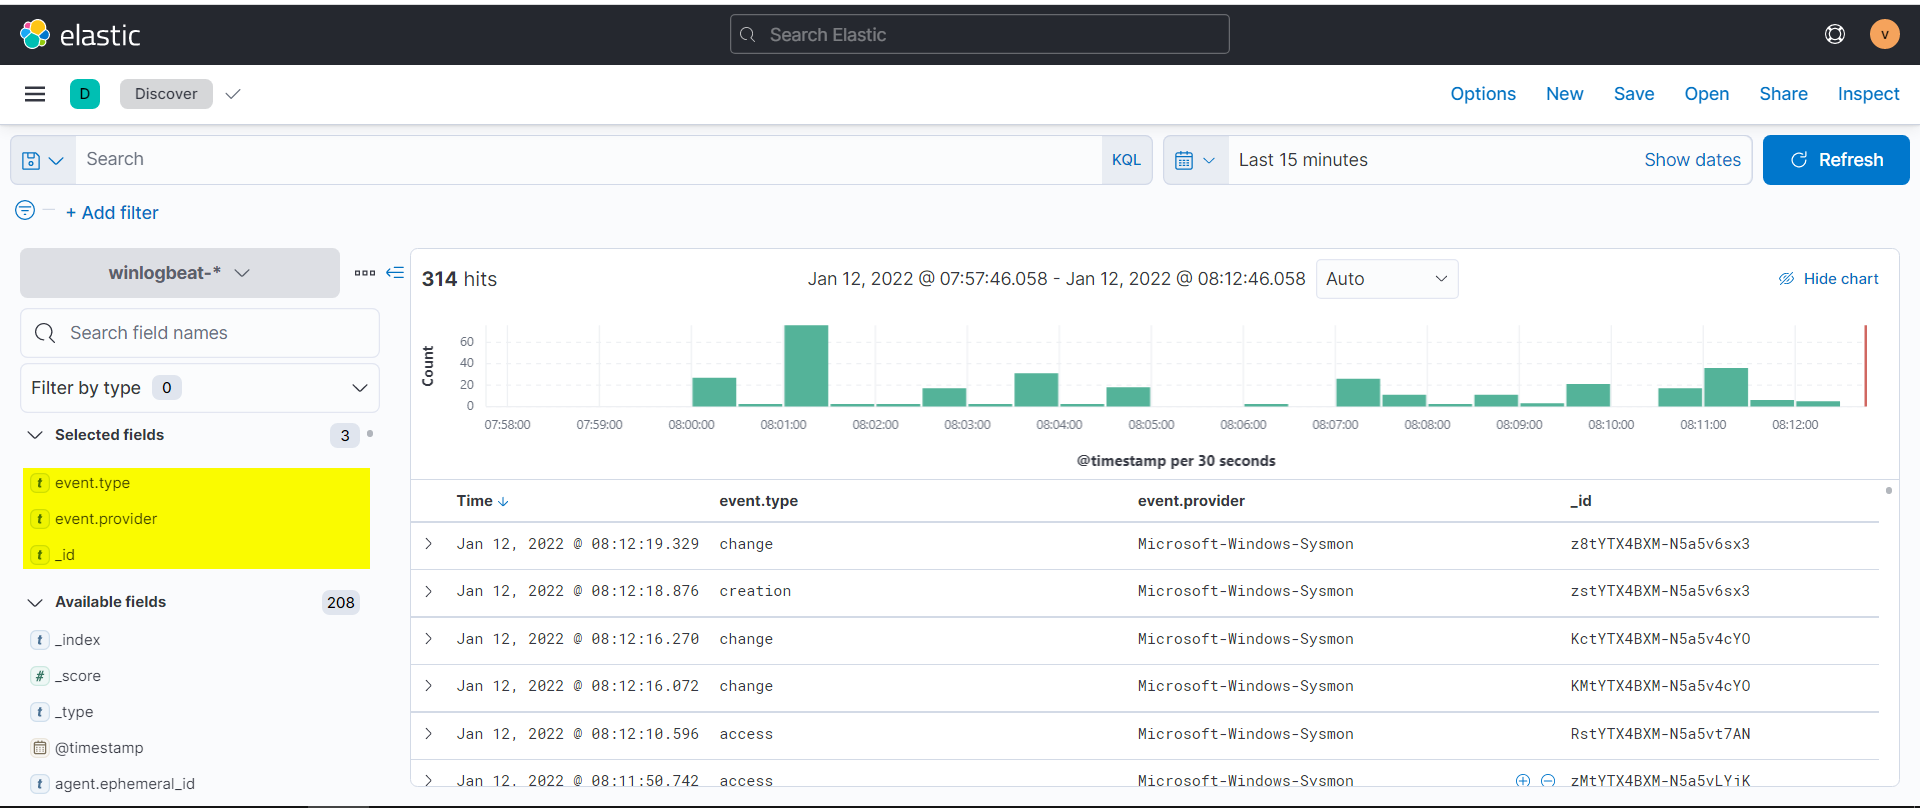 elastic
Search Elastic
v
D
Discover
Options New Save Open Share Inspect
Search
KQL
Last 15 minutes
Show dates
Refresh
+ Add filter
winlogbeat-*
Search field names
Filter by type 0
Selected fields 3
t event.type
t event.provider
t _id
Available fields 208
t _index
# _score
t _type
@timestamp
t agent.ephemeral_id
314 hits
Jan 12, 2022 @ 07:57:46.058 - Jan 12, 2022 @ 08:12:46.058
Auto
Hide chart
Count
60
40
20
0
07:58:00 07:59:00 08:00:00 08:01:00 08:02:00 08:03:00 08:04:00 08:05:00 08:06:00 08:07:00 08:08:00 08:09:00 08:10:00 08:11:00 08:12:00
@timestamp per 30 seconds
Time event.type event.provider _id
Jan 12, 2022 @ 08:12:19.329 change Microsoft-Windows-Sysmon z8tYTX4BXM-N5a5v6sx3
Jan 12, 2022 @ 08:12:18.876 creation Microsoft-Windows-Sysmon zstYTX4BXM-N5a5v6sx3
Jan 12, 2022 @ 08:12:16.270 change Microsoft-Windows-Sysmon KctYTX4BXM-N5a5v4cYO
Jan 12, 2022 @ 08:12:16.072 change Microsoft-Windows-Sysmon KMtYTX4BXM-N5a5v4cYO
Jan 12, 2022 @ 08:12:10.596 access Microsoft-Windows-Sysmon RstYTX4BXM-N5a5vt7AN
Jan 12, 2022 @ 08:11:50.742 access Microsoft-Windows-Sysmon zMtYTX4BXM-N5a5vLYjK